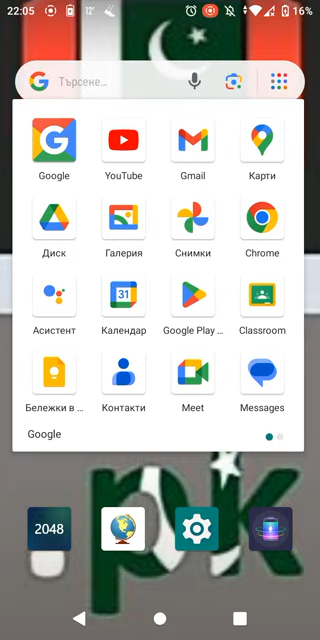 22:05
12'
16%
Търсене...
Google
YouTube
Gmail
Карти
Диск
Галерия
Снимки
Chrome
Асистент
Календар
Google Play ...
Classroom
Бележки в ...
Контакти
Meet
Messages
Google
31
2048
pk